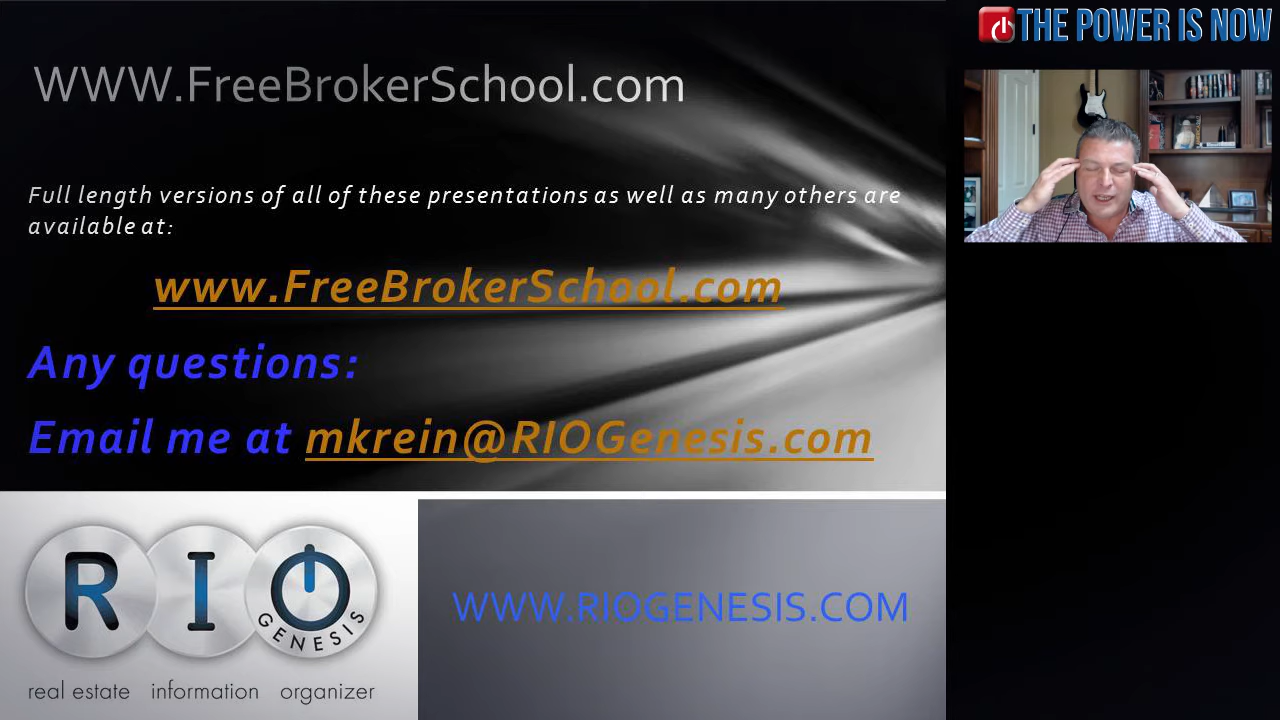 THE POWER IS NOW
WWW.FreeBrokerSchool.com
Full length versions of all of these presentations as well as many others are
available at:
www.FreeBrokerSchool.com
Any questions:
Email me at mkrein@RIOGenesis.com
RIO
GENESIS
real estate information organizer
WWW.RIOGENESIS.COM